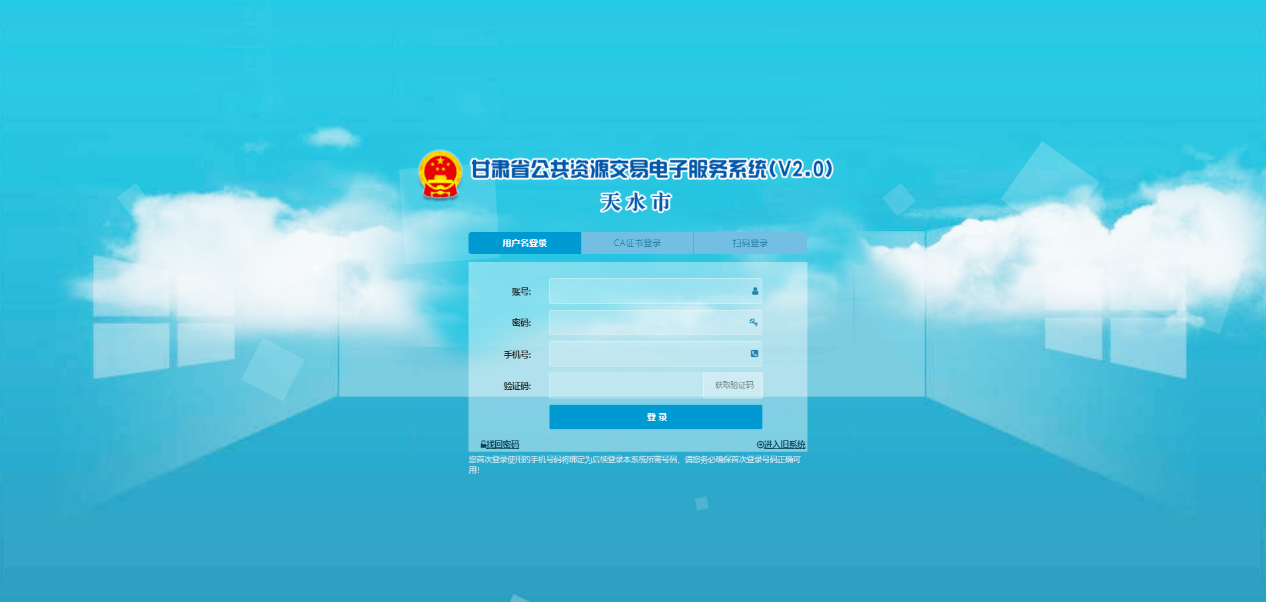 甘肃省公共资源交易电子服务系统(V2.0)
天水市
用户名登录 CA证书登录 扫码登录
账号:
密码:
手机号:
验证码: 获取验证码
登 录
找回密码 进入旧系统
您首次登录使用的手机号码将绑定为后续登录本系统所需号码，请您务必确保首次登录号码正确可
用！